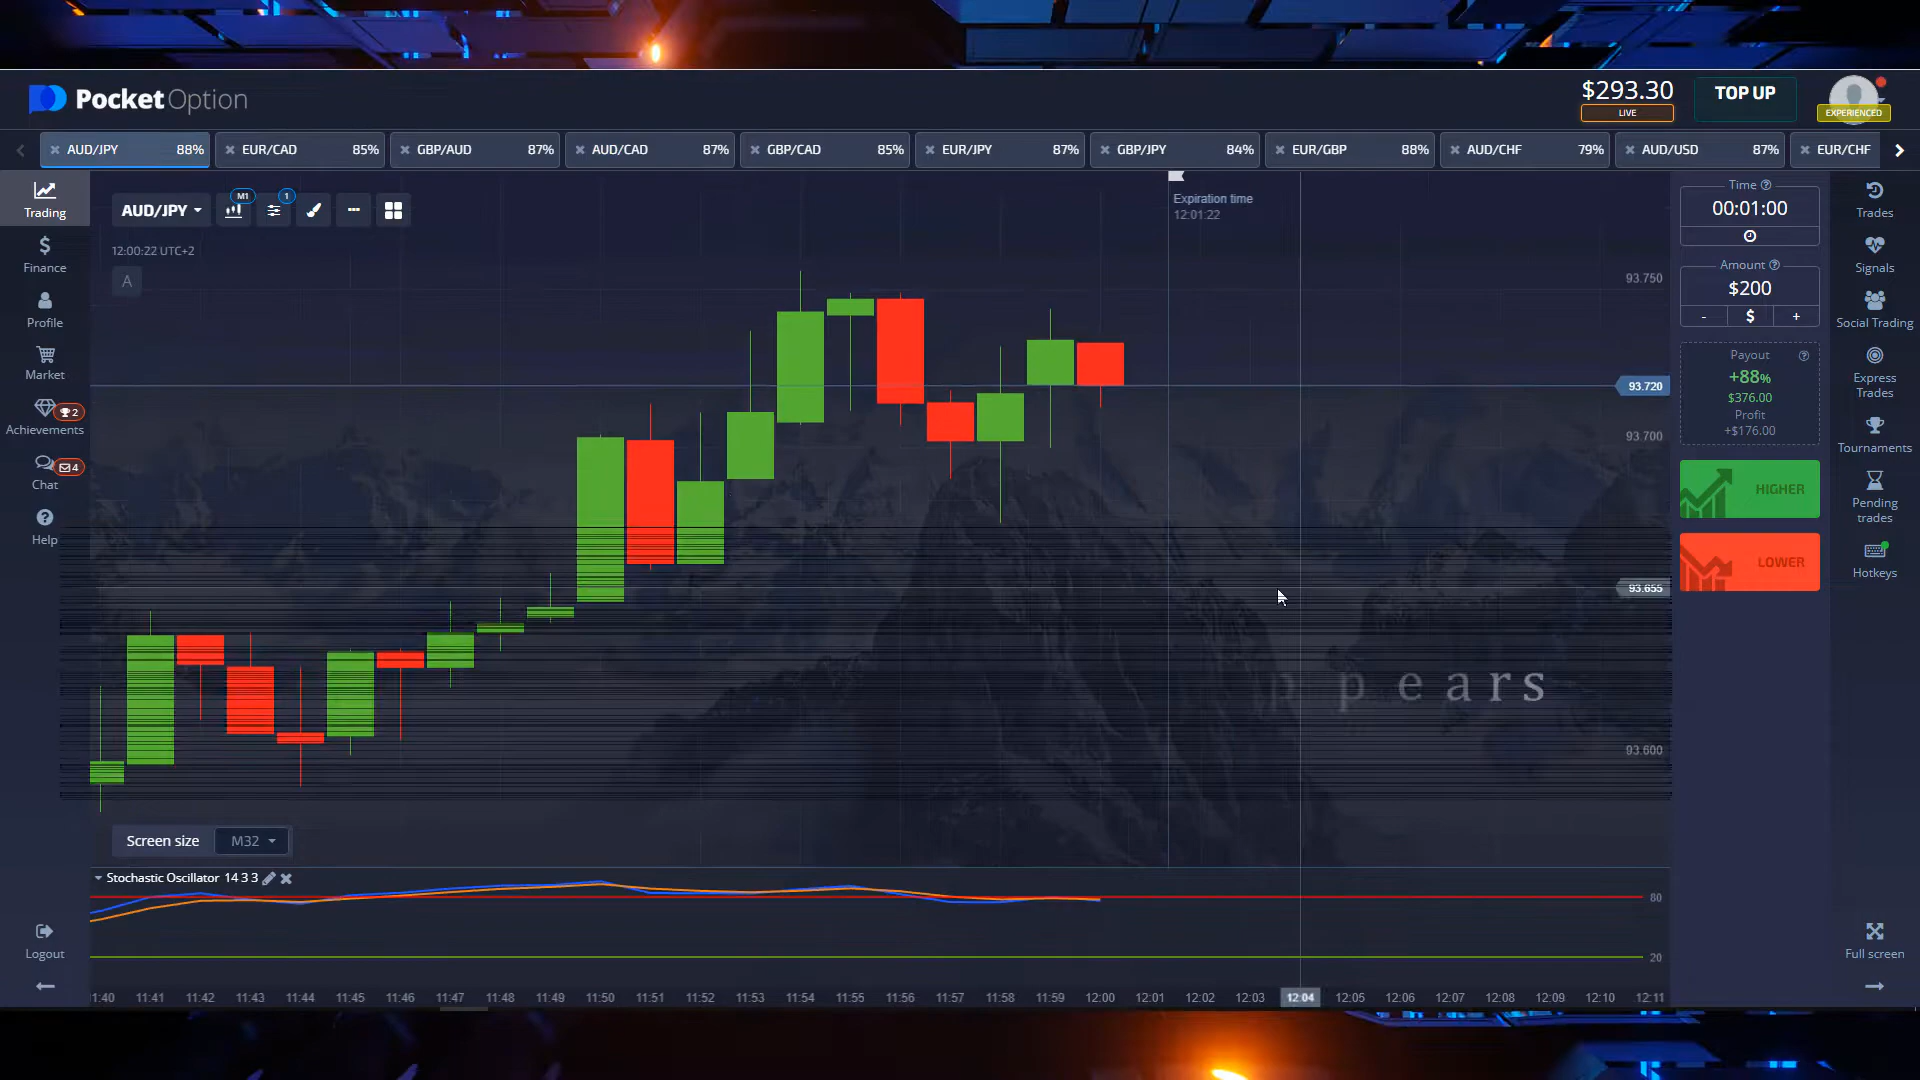 PocketOption
$293.30
LIVE
TOP UP
EXPERIENCED
AUD/JPY 88%
EUR/CAD 85%
GBP/AUD 87%
AUD/CAD 87%
GBP/CAD 85%
EUR/JPY 87%
GBP/JPY 84%
EUR/GBP 88%
AUD/CHF 79%
AUD/USD 87%
EUR/CHF
Trading
Finance
Profile
Market
2
Achievements
4
Chat
Help
Logout
AUD/JPY
M1
1
12:00:22 UTC+2
A
Expiration time
12:01:22
93.750
93.720
93.700
93.655
93.600
ppears
Screen size M32
Stochastic Oscillator 14 3 3
80
20
11:40 11:41 11:42 11:43 11:44 11:45 11:46 11:47 11:48 11:49 11:50 11:51 11:52 11:53 11:54 11:55 11:56 11:57 11:58 11:59 12:00 12:01 12:02 12:03 12:04 12:05 12:06 12:07 12:08 12:09 12:10 12:11
Time
00:01:00
Amount
$200
- $ +
Payout
+88%
$376.00
Profit
+$176.00
HIGHER
LOWER
Trades
Signals
Social Trading
Express
Trades
Tournaments
Pending
trades
Hotkeys
Full screen